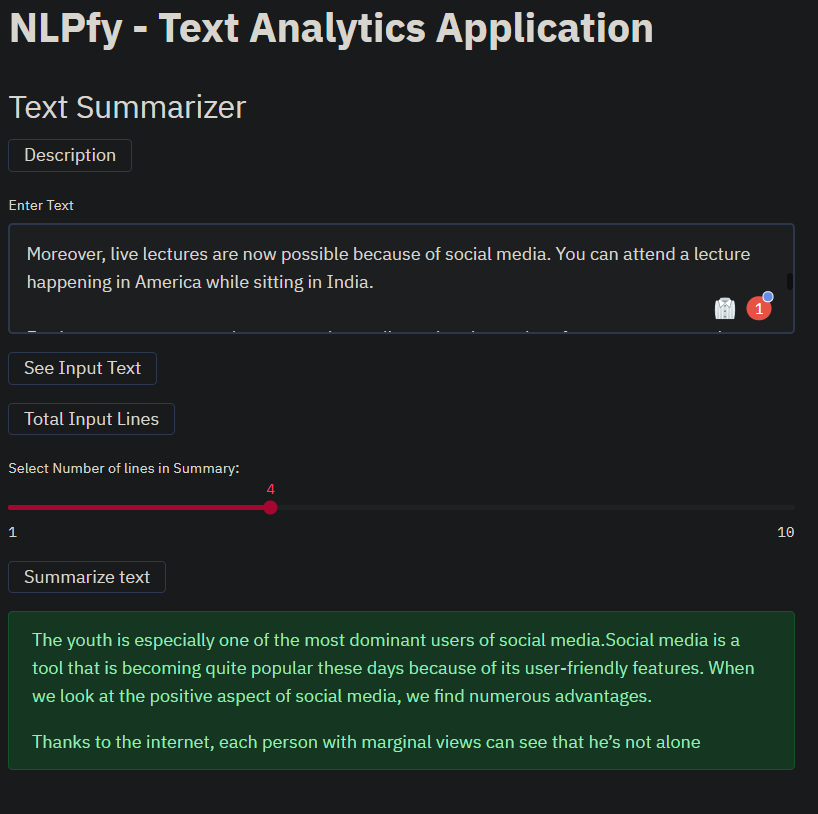 NLPfy - Text Analytics Application
Text Summarizer
Description
Enter Text
Moreover, live lectures are now possible because of social media. You can attend a lecture
happening in America while sitting in India.
1
See Input Text
Total Input Lines
Select Number of lines in Summary:
4
1
10
Summarize text
The youth is especially one of the most dominant users of social media.Social media is a
tool that is becoming quite popular these days because of its user-friendly features. When
we look at the positive aspect of social media, we find numerous advantages.
Thanks to the internet, each person with marginal views can see that he’s not alone